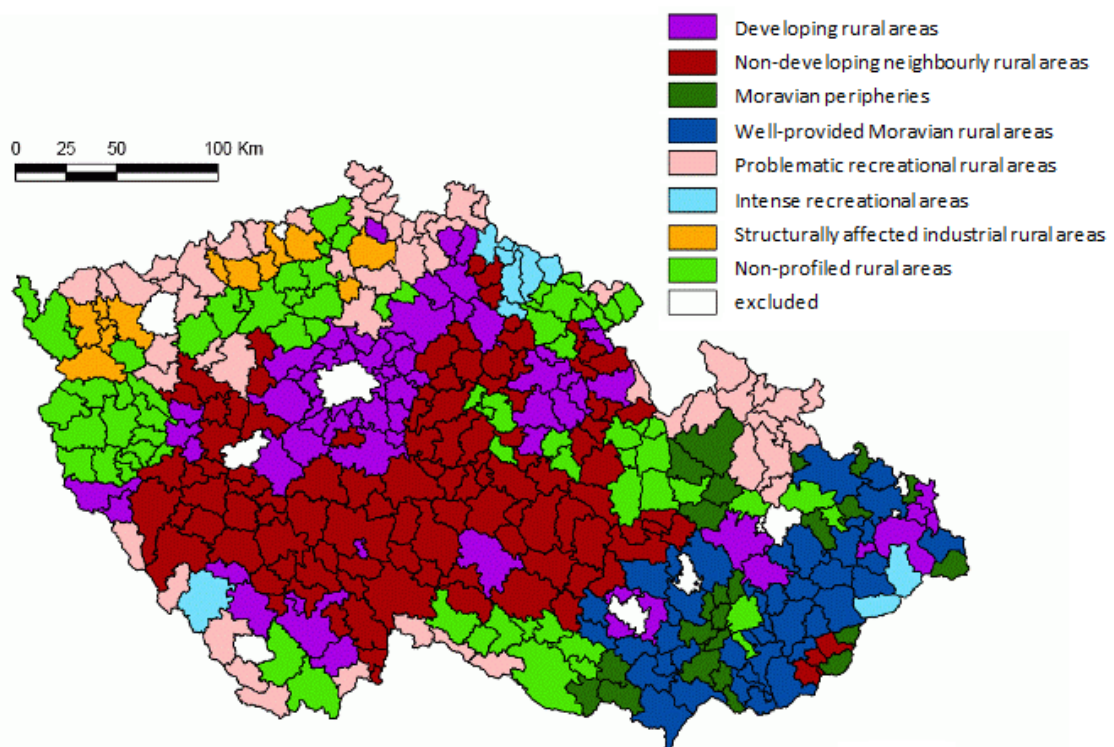 Developing rural areas
Non-developing neighbourly rural areas
Moravian peripheries
Well-provided Moravian rural areas
Problematic recreational rural areas
Intense recreational areas
Structurally affected industrial rural areas
Non-profiled rural areas
excluded
0 25 50 100 Km